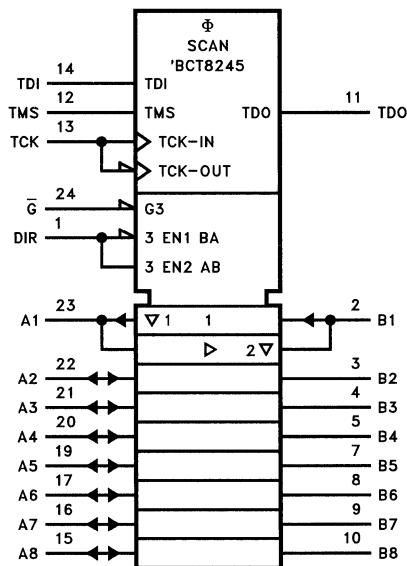 Φ
SCAN
'BCT8245
14
TDI TDI
12
TMS TMS TDO 11 TDO
13
TCK TCK-IN
TCK-OUT
24
G̅ G3
1
DIR 3 EN1 BA
3 EN2 AB
23 2
A1 ▽ 1 1 B1
▷ 2 ▽
22 3
A2 B2
21 4
A3 B3
20 5
A4 B4
19 7
A5 B5
17 8
A6 B6
16 9
A7 B7
15 10
A8 B8